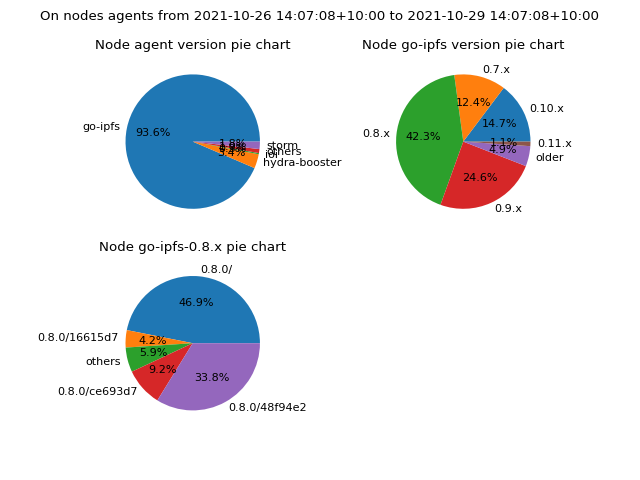 On nodes agents from 2021-10-26 14:07:08+10:00 to 2021-10-29 14:07:08+10:00
Node agent version pie chart
go-ipfs
93.6%
1.8%
3.4%
storm
others
hydra-booster
Node go-ipfs version pie chart
0.7.x
12.4%
0.10.x
14.7%
0.8.x
42.3%
1.1%
0.11.x
4.9%
older
24.6%
0.9.x
Node go-ipfs-0.8.x pie chart
0.8.0/
46.9%
0.8.0/16615d7
4.2%
others
5.9%
0.8.0/ce693d7
9.2%
33.8%
0.8.0/48f94e2